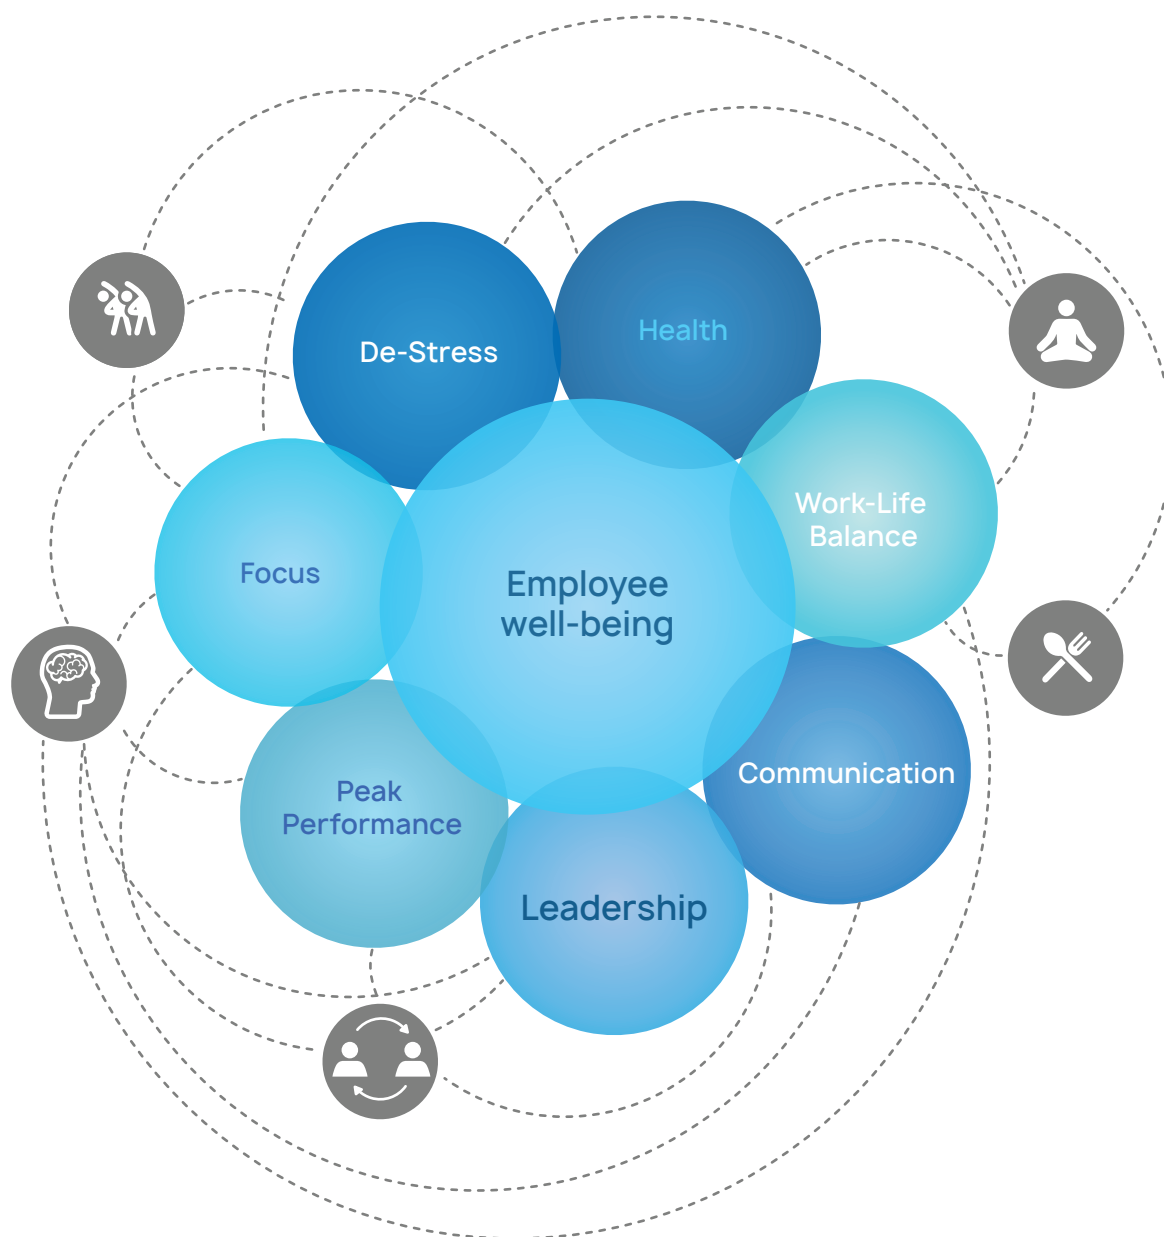 De-Stress
Health
Work-Life
Balance
Focus
Employee
well-being
Communication
Peak
Performance
Leadership